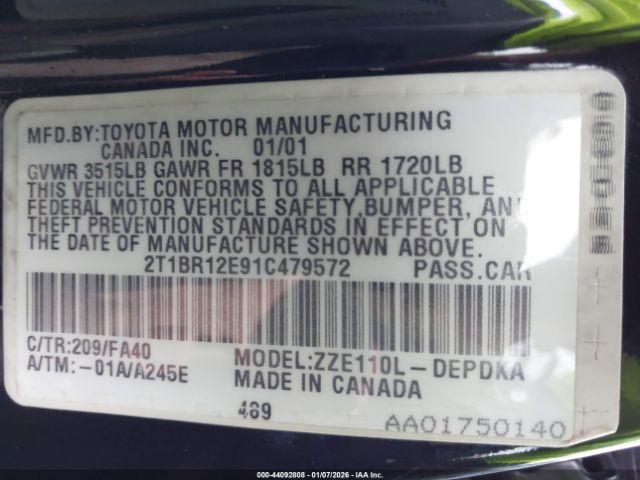 MFD.BY:TOYOTA MOTOR MANUFACTURING
CANADA INC. 01/01
GVWR 3515LB GAWR FR 1815LB RR 1720LB
THIS VEHICLE CONFORMS TO ALL APPLICABLE
FEDERAL MOTOR VEHICLE SAFETY,BUMPER, AND
THEFT PREVENTION STANDARDS IN EFFECT ON
THE DATE OF MANUFACTURE SHOWN ABOVE.
2T1BR12E91C479572 PASS.CAR
C/TR:209/FA40 MODEL:ZZE110L-DEPDKA
A/TM:-01A/A245E MADE IN CANADA
469
AA01750140
000-44092808 - 01/07/2026 - IAA Inc.